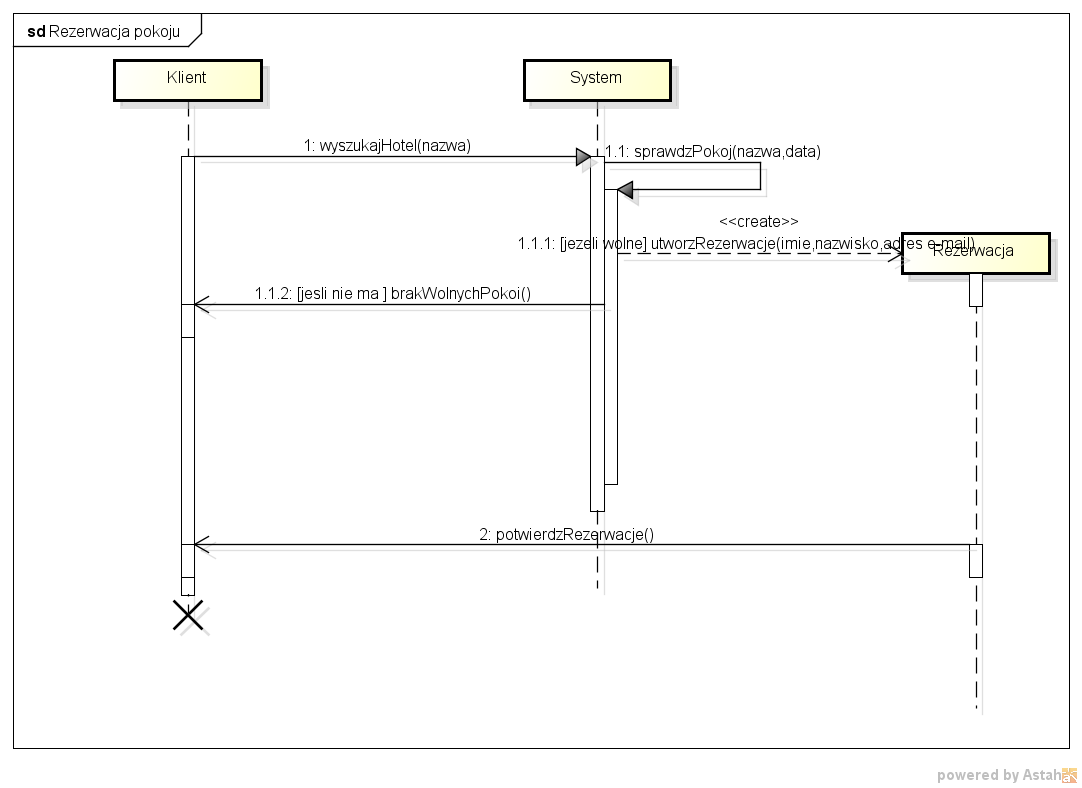 sd Rezerwacja pokoju
Klient
System
1: wyszukajHotel(nazwa)
1.1: sprawdzPokoj(nazwa,data)
<<create>>
1.1.1: [jezeli wolne] utworzRezerwacje(imie,nazwisko,adres e-mail)
Rezerwacja
1.1.2: [jesli nie ma ] brakWolnychPokoi()
2: potwierdzRezerwacje()
powered by Astah